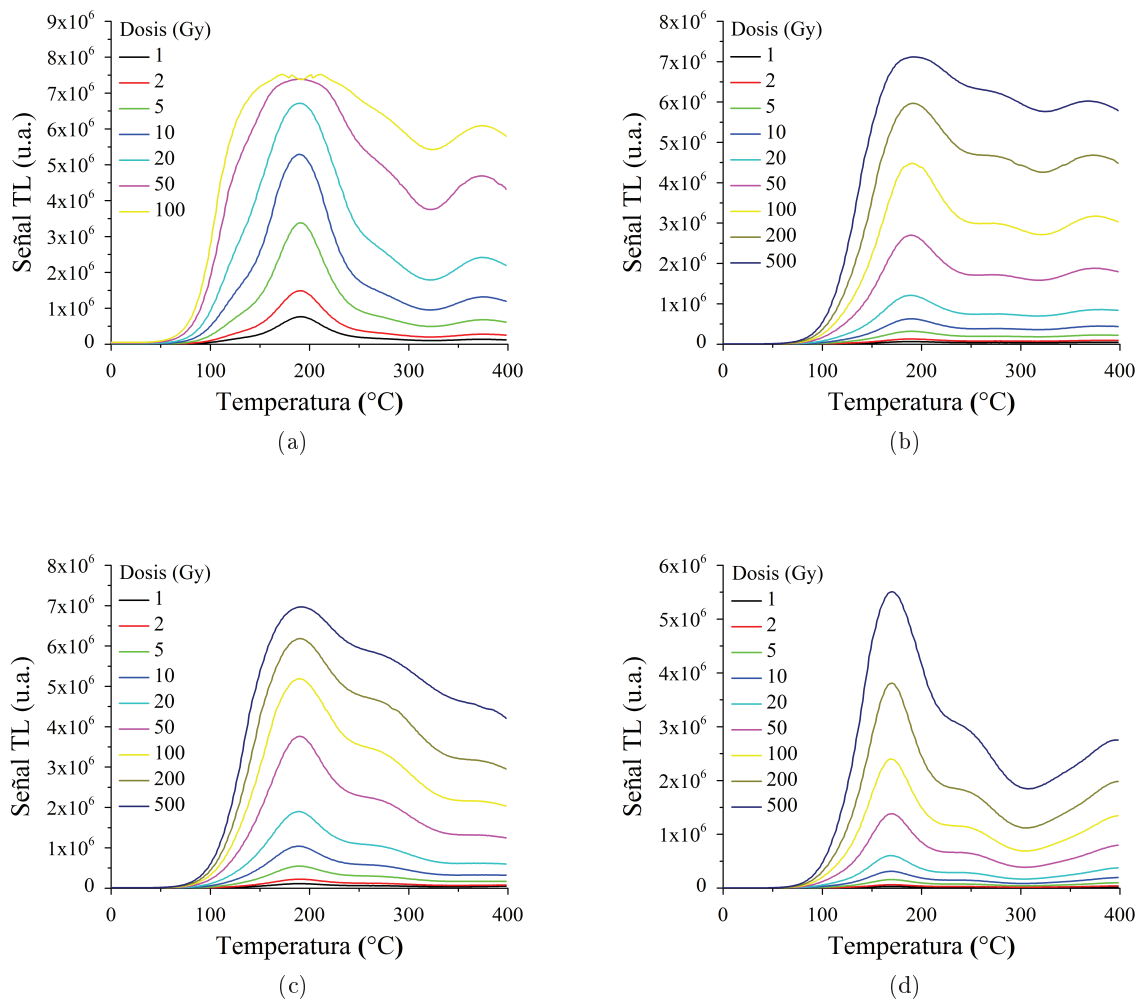 9x10⁶
8x10⁶
7x10⁶
6x10⁶
5x10⁶
4x10⁶
3x10⁶
2x10⁶
1x10⁶
0
Señal TL (u.a.)
Dosis (Gy)
1
2
5
10
20
50
100
0 100 200 300 400
Temperatura (°C)
(a)
8x10⁶
7x10⁶
6x10⁶
5x10⁶
4x10⁶
3x10⁶
2x10⁶
1x10⁶
0
Señal TL (u.a.)
Dosis (Gy)
1
2
5
10
20
50
100
200
500
0 100 200 300 400
Temperatura (°C)
(b)
8x10⁶
7x10⁶
6x10⁶
5x10⁶
4x10⁶
3x10⁶
2x10⁶
1x10⁶
0
Señal TL (u.a.)
Dosis (Gy)
1
2
5
10
20
50
100
200
500
0 100 200 300 400
Temperatura (°C)
(c)
6x10⁶
5x10⁶
4x10⁶
3x10⁶
2x10⁶
1x10⁶
0
Señal TL (u.a.)
Dosis (Gy)
1
2
5
10
20
50
100
200
500
0 100 200 300 400
Temperatura (°C)
(d)